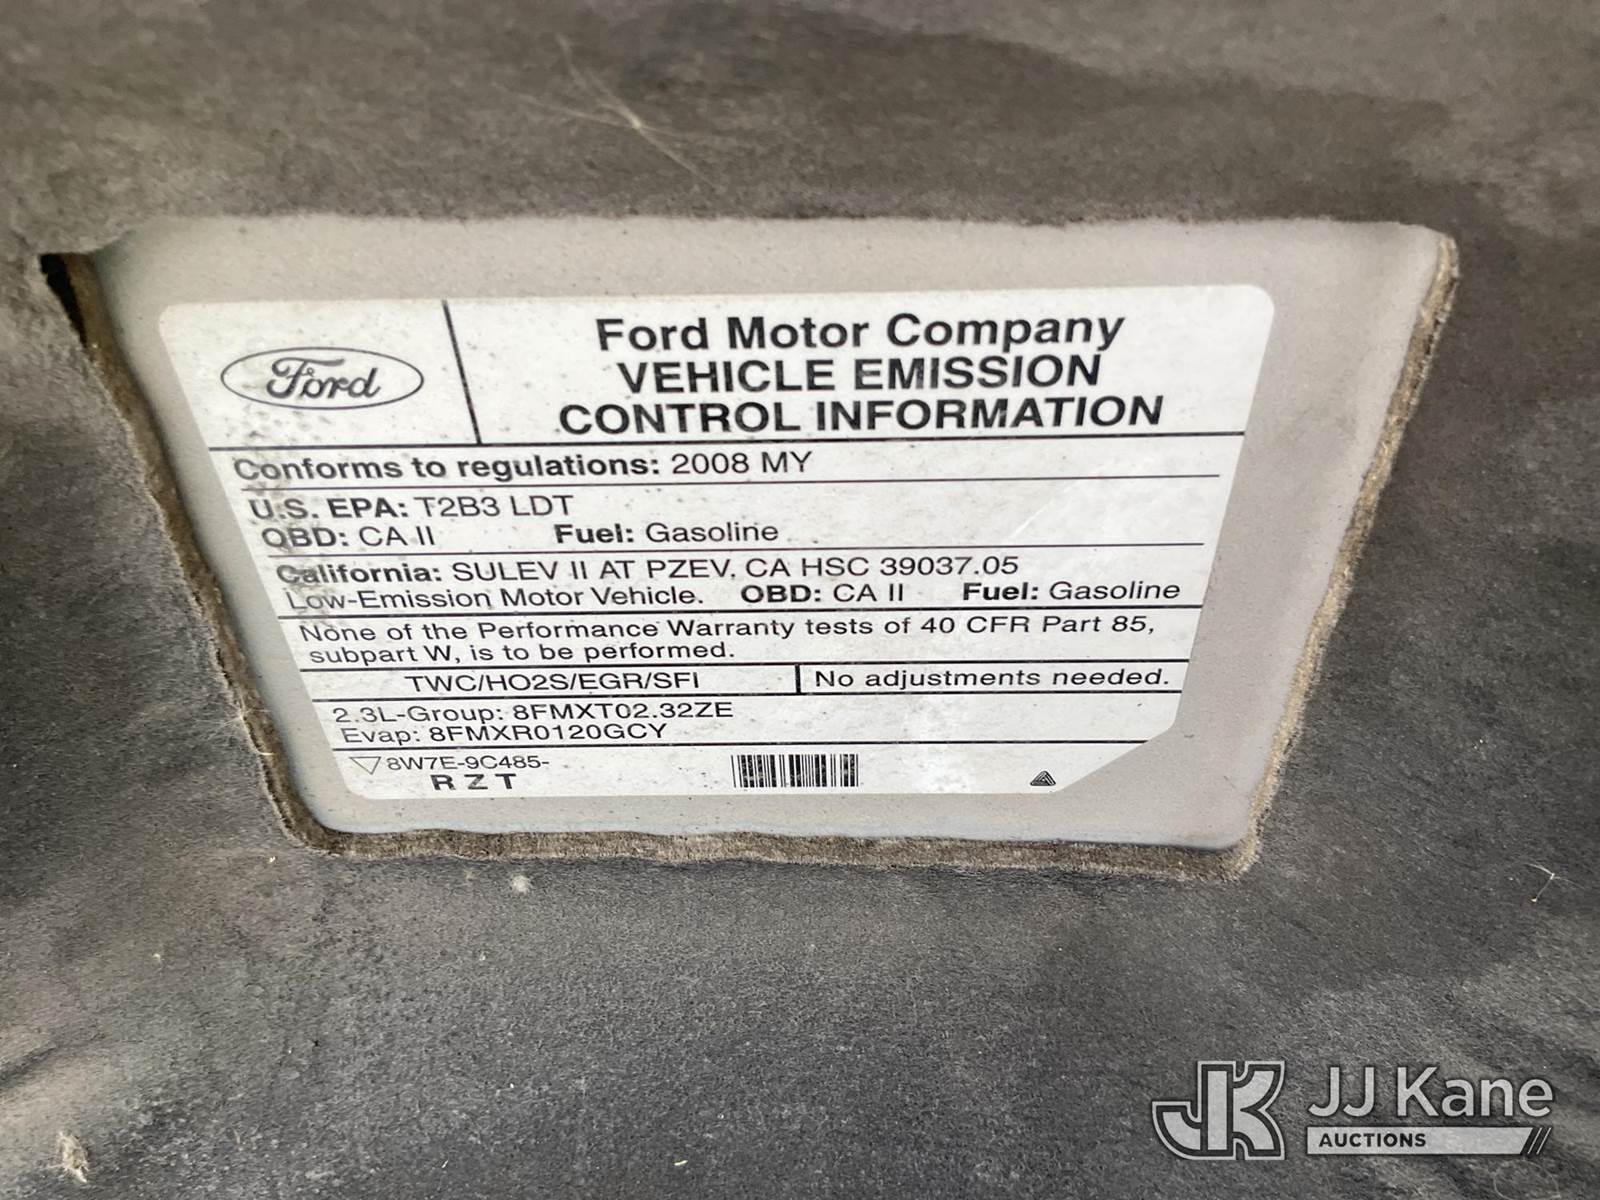 Ford
Ford Motor Company
VEHICLE EMISSION
CONTROL INFORMATION
Conforms to regulations: 2008 MY
U.S. EPA: T2B3 LDT
OBD: CA II Fuel: Gasoline
California: SULEV II AT PZEV, CA HSC 39037.05
Low-Emission Motor Vehicle. OBD: CA II Fuel: Gasoline
None of the Performance Warranty tests of 40 CFR Part 85,
subpart W, is to be performed.
TWC/HO2S/EGR/SFI No adjustments needed.
2.3L-Group: 8FMXT02.32ZE
Evap: 8FMXR0120GCY
8W7E-9C485-
R Z T
JK JJ Kane
AUCTIONS